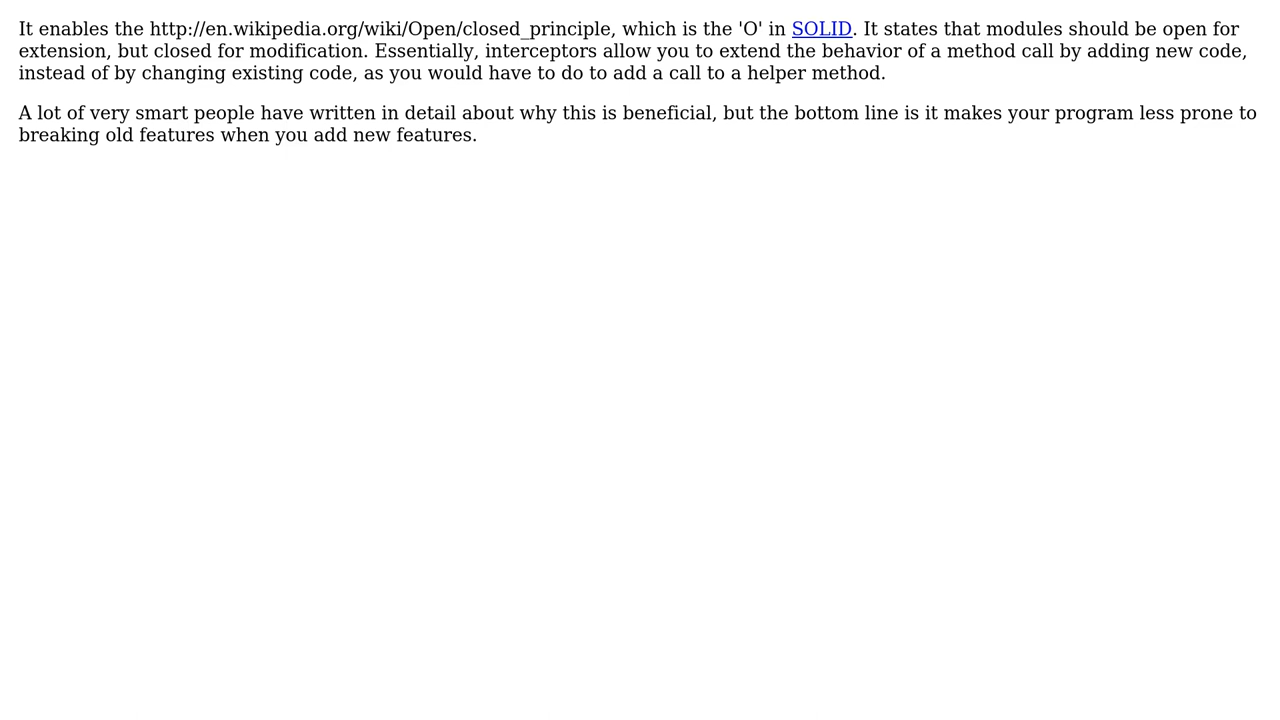 It enables the http://en.wikipedia.org/wiki/Open/closed_principle, which is the 'O' in SOLID. It states that modules should be open for
extension, but closed for modification. Essentially, interceptors allow you to extend the behavior of a method call by adding new code,
instead of by changing existing code, as you would have to do to add a call to a helper method.
A lot of very smart people have written in detail about why this is beneficial, but the bottom line is it makes your program less prone to
breaking old features when you add new features.